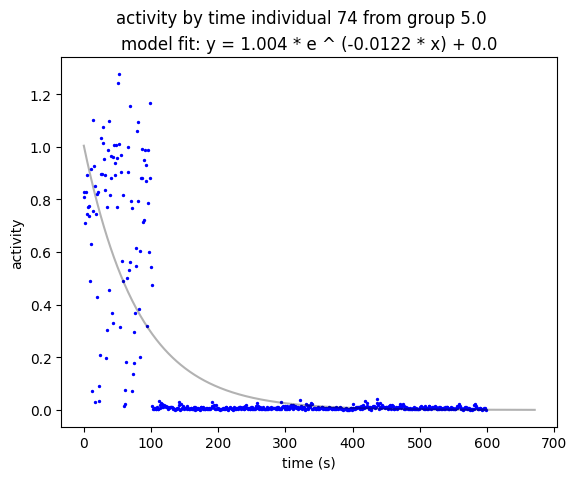 activity by time individual 74 from group 5.0
model fit: y = 1.004 * e ^ (-0.0122 * x) + 0.0
1.2
1.0
0.8
0.6
0.4
0.2
0.0
activity
0 100 200 300 400 500 600 700
time (s)